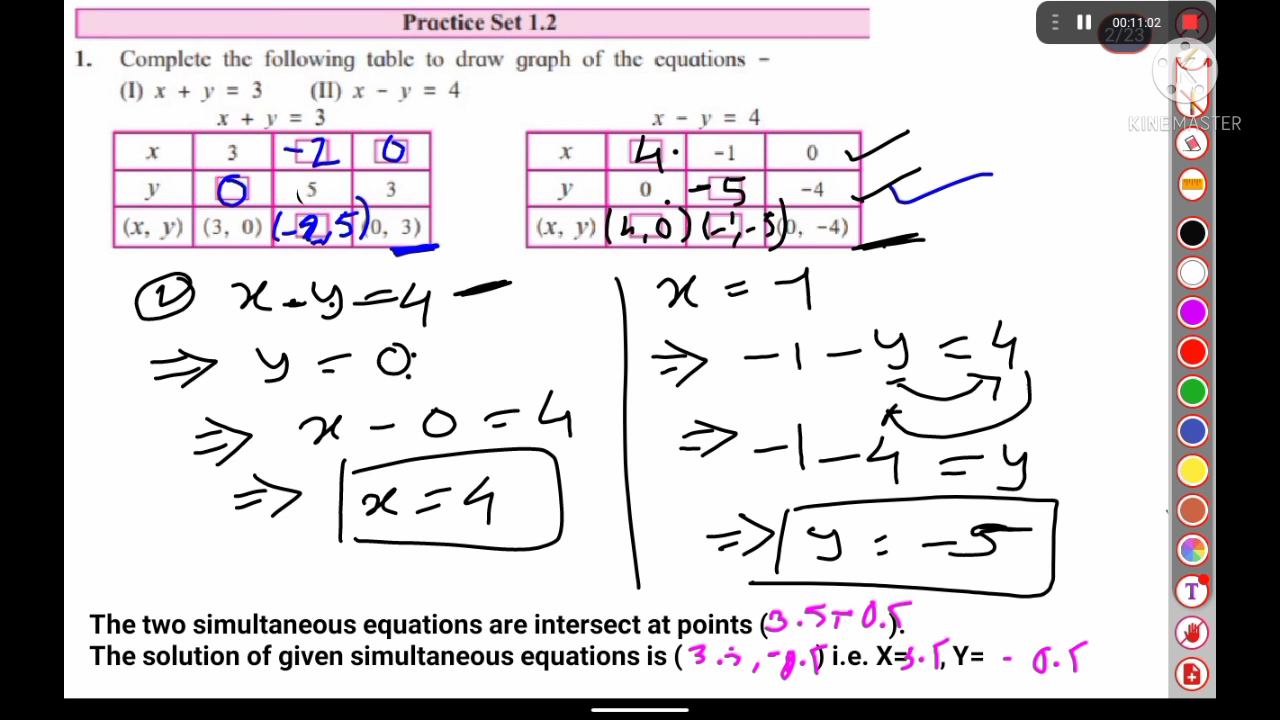 00:11:02
2/23
KINEMASTER
Practice Set 1.2
1. Complete the following table to draw graph of the equations –
(I) x + y = 3 (II) x – y = 4
x + y = 3
x 3 -2 0
y 0 5 3
(x, y) (3, 0) (-2, 5) (0, 3)
x – y = 4
x 4 –1 0
y 0 -5 –4
(x, y) (4, 0) (-1, -5) (0, –4)
② x - y = 4
⇒ y = 0
⇒ x - 0 = 4
⇒ x = 4
x = -1
⇒ -1 - y = 4
⇒ -1 - 4 = y
⇒ y = -5
The two simultaneous equations are intersect at points (3.5 - 0.5).
The solution of given simultaneous equations is (3.5, -0.5) i.e. X=3.5, Y= - 0.5
T